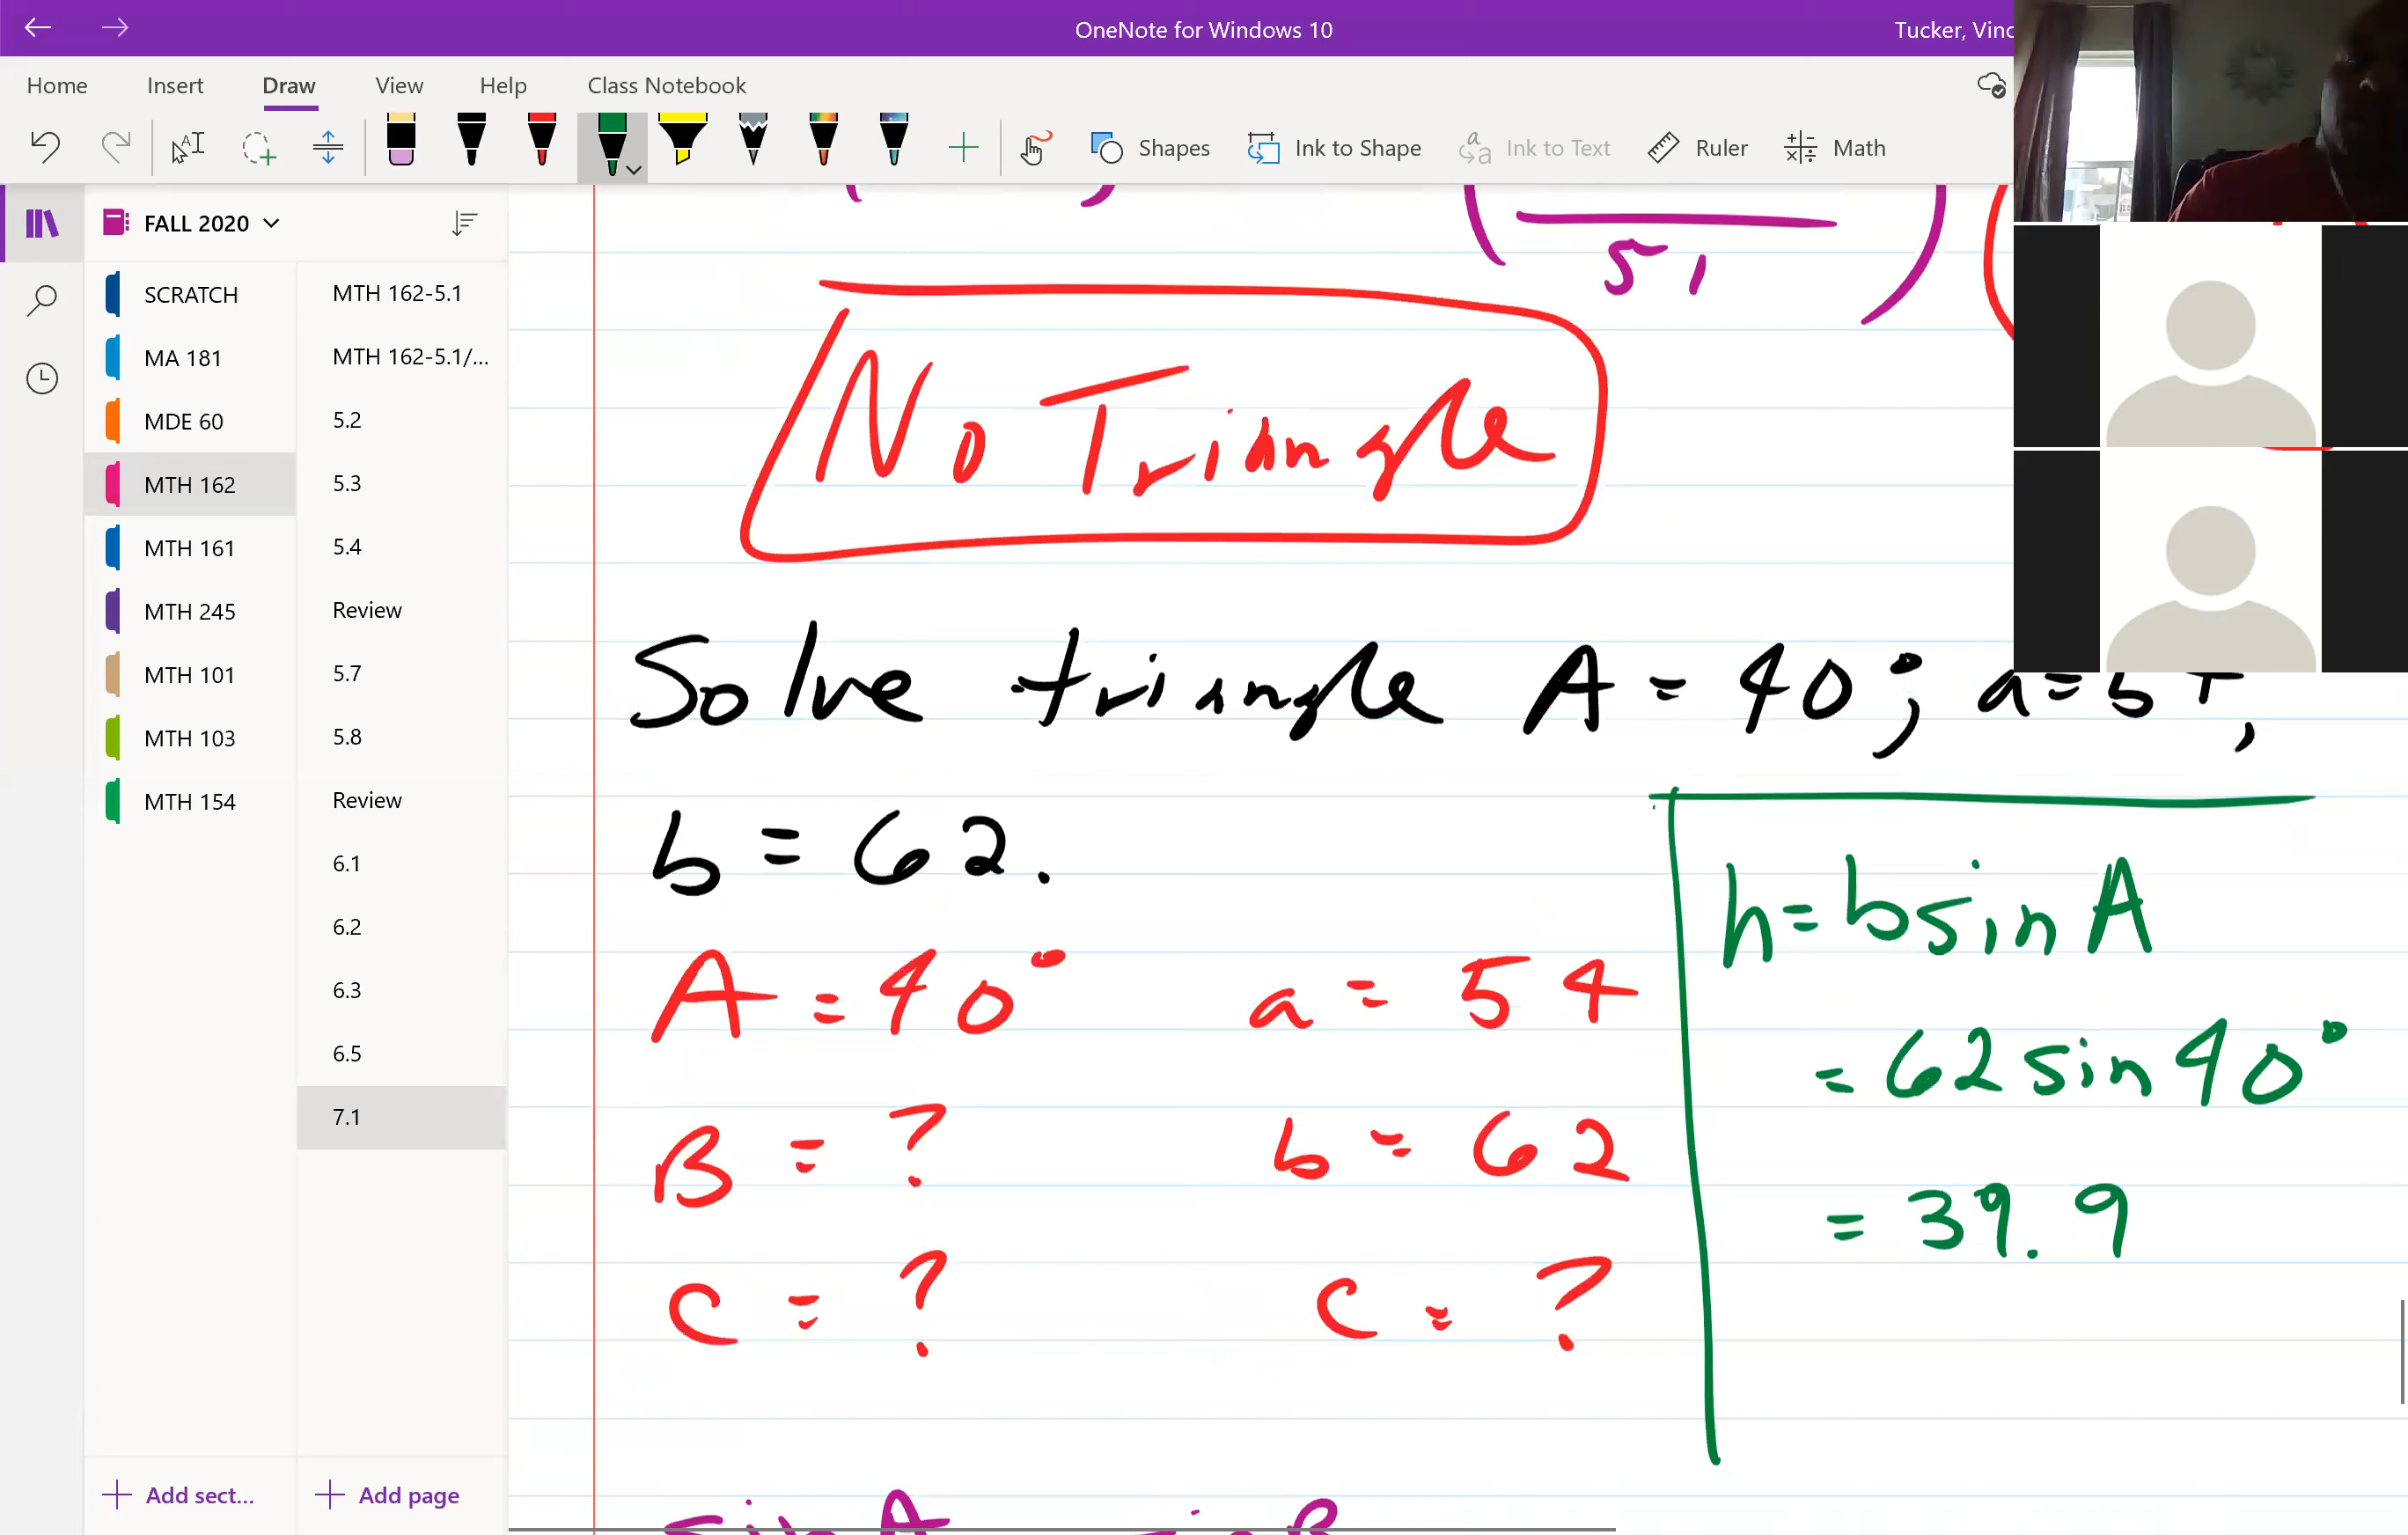 OneNote for Windows 10
Tucker, Vinc
Home Insert Draw View Help Class Notebook
Shapes Ink to Shape Ink to Text Ruler Math
FALL 2020
SCRATCH
MA 181
MDE 60
MTH 162
MTH 161
MTH 245
MTH 101
MTH 103
MTH 154
Add sect...
MTH 162-5.1
MTH 162-5.1/...
5.2
5.3
5.4
Review
5.7
5.8
Review
6.1
6.2
6.3
6.5
7.1
Add page
51
No Triangle
Solve triangle A = 40°; a = 54,
b = 62.
A = 40° a = 54
B = ? b = 62
C = ? c = ?
h = b sin A
= 62 sin 40°
= 39.9
sin A sin B